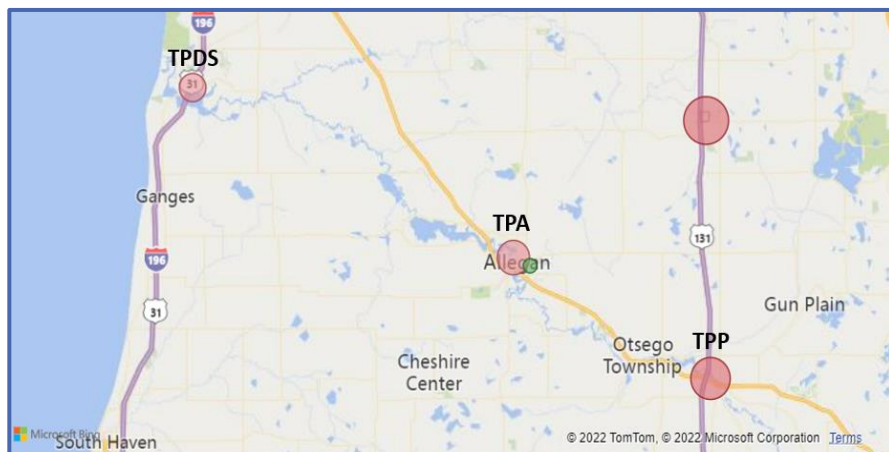 196
TPDS
31
Ganges
TPA
Allegan
131
196
31
Gun Plain
Otsego
Township
TPP
Cheshire
Center
Microsoft Bing
South Haven
© 2022 TomTom, © 2022 Microsoft Corporation Terms